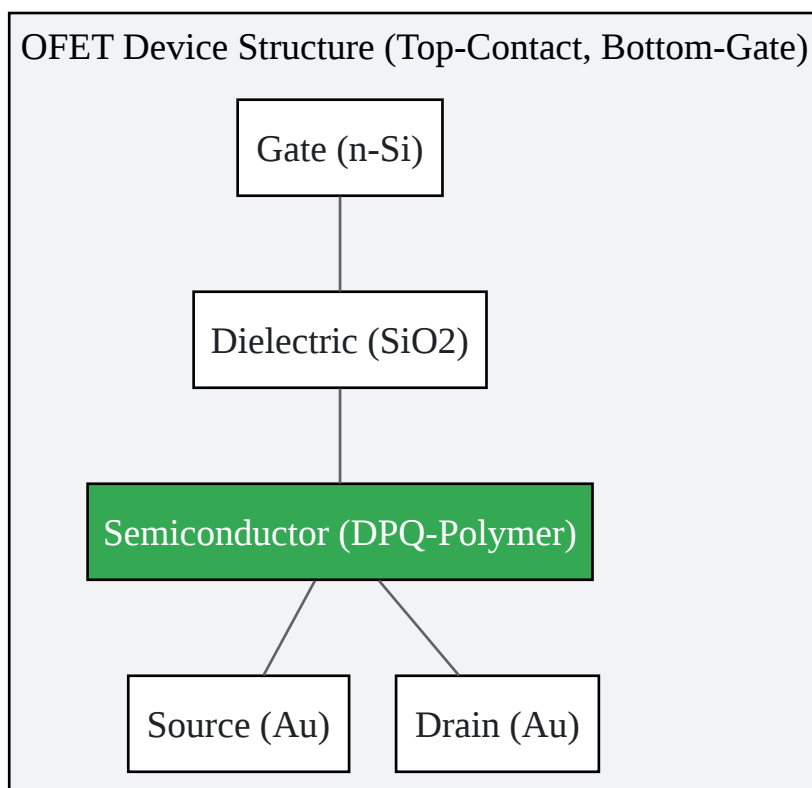 OFET Device Structure (Top-Contact, Bottom-Gate)
Gate (n-Si)
Dielectric (SiO2)
Semiconductor (DPQ-Polymer)
Source (Au)
Drain (Au)